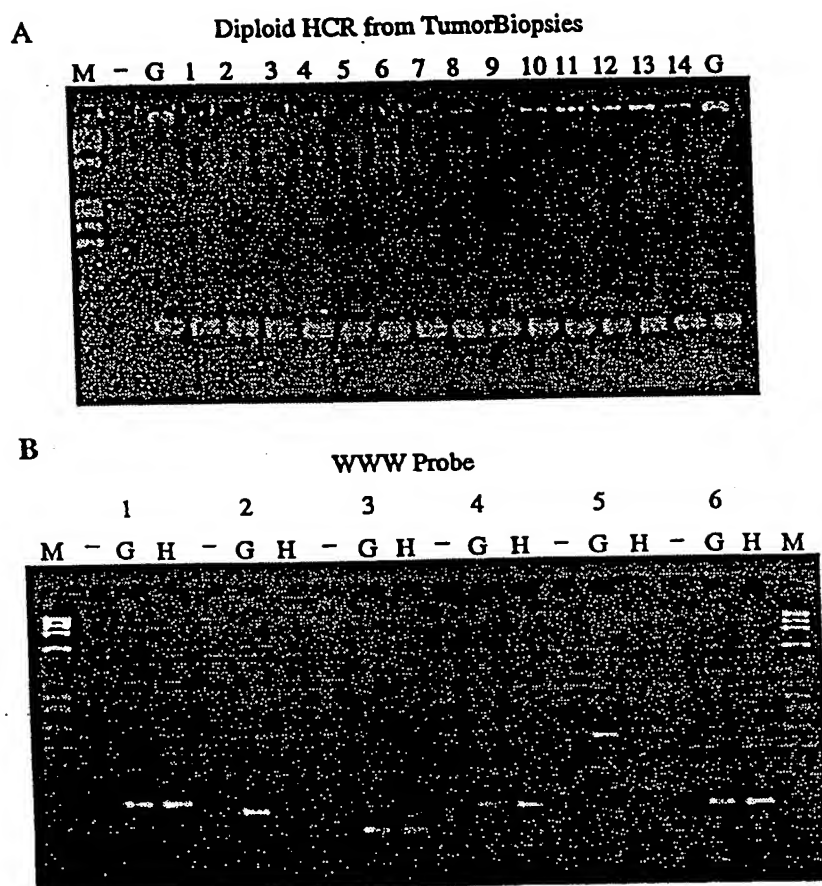 A
Diploid HCR from TumorBiopsies
M - G 1 2 3 4 5 6 7 8 9 10 11 12 13 14 G
B
WWW Probe
1 2 3 4 5 6
M - G H - G H - G H - G H - G H - G H M